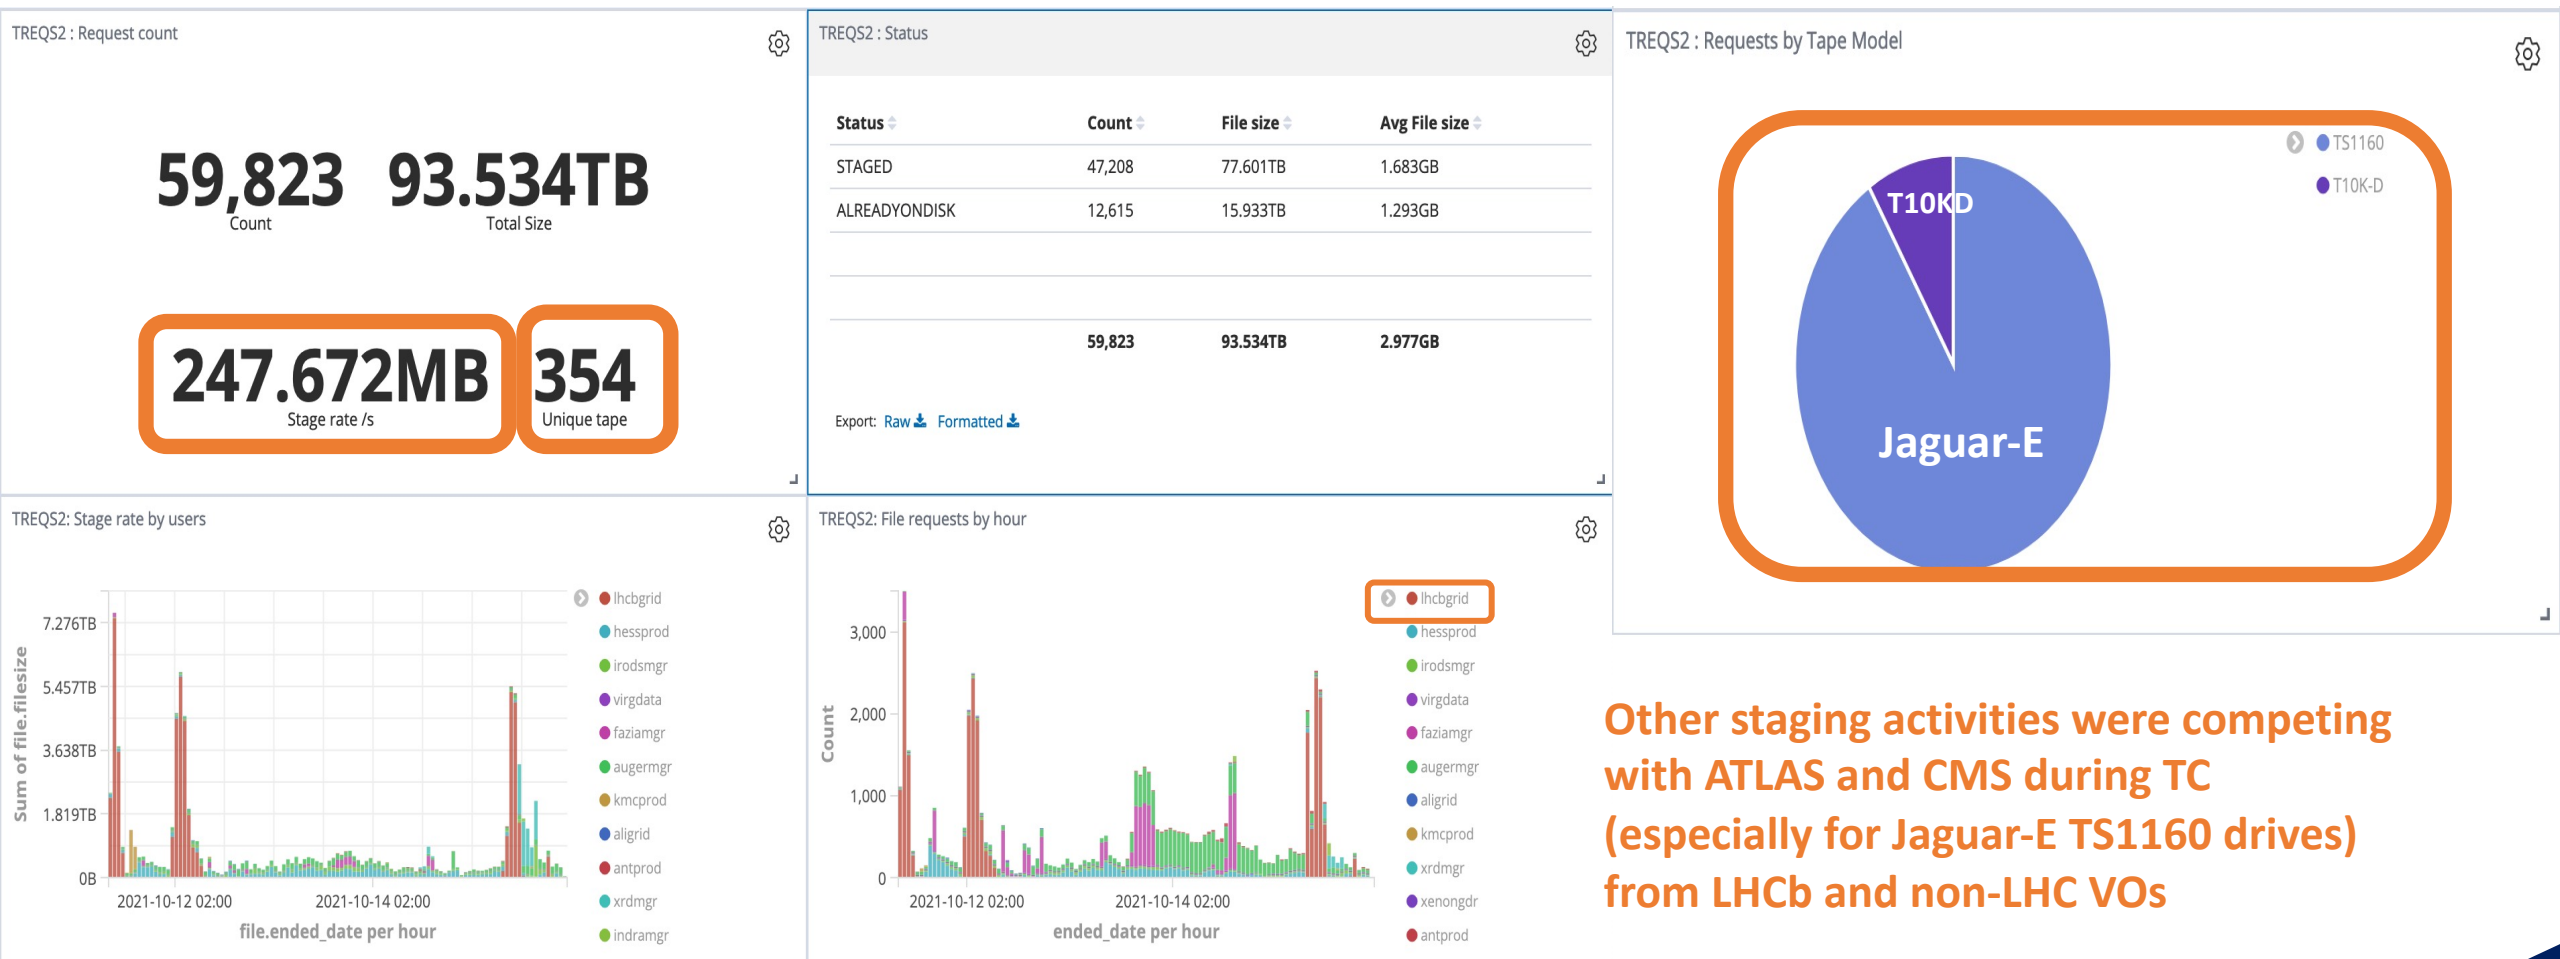 TREQS2 : Request count
59,823 93.534TB
Count Total Size
247.672MB 354
Stage rate /s Unique tape
TREQS2 : Status
Status Count File size Avg File size
STAGED 47,208 77.601TB 1.683GB
ALREADYONDISK 12,615 15.933TB 1.293GB
59,823 93.534TB 2.977GB
Export: Raw Formatted
TREQS2 : Requests by Tape Model
TS1160
T10K-D
T10KD
Jaguar-E
TREQS2: Stage rate by users
Sum of file.filesize
7.276TB
5.457TB
3.638TB
1.819TB
0B
2021-10-12 02:00 2021-10-14 02:00
file.ended_date per hour
lhcbgrid
hessprod
irodsmgr
virgdata
faziamgr
augermgr
kmcprod
aligrid
antprod
xrdmgr
indramgr
TREQS2: File requests by hour
Count
3,000
2,000
1,000
0
2021-10-12 02:00 2021-10-14 02:00
ended_date per hour
lhcbgrid
hessprod
irodsmgr
virgdata
faziamgr
augermgr
aligrid
kmcprod
xrdmgr
xenongdr
antprod
Other staging activities were competing
with ATLAS and CMS during TC
(especially for Jaguar-E TS1160 drives)
from LHCb and non-LHC VOs